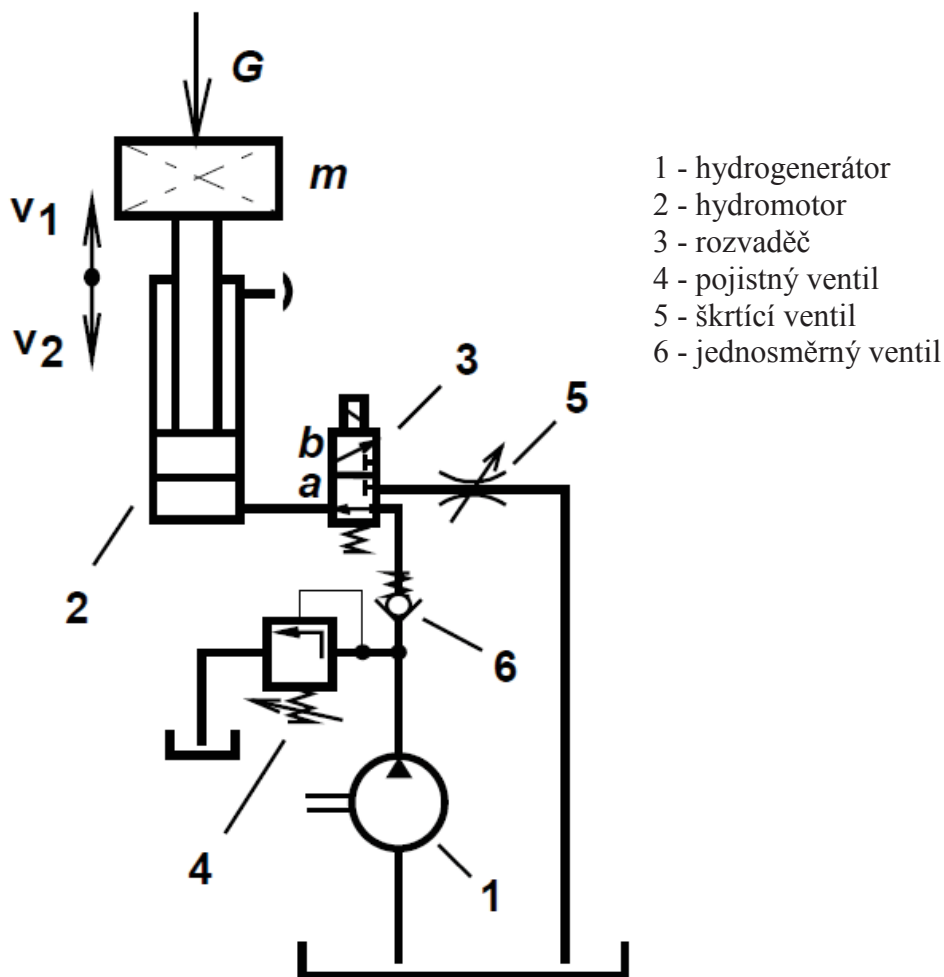 G
m
v1
v2
1 - hydrogenerátor
2 - hydromotor
3 - rozvaděč
4 - pojistný ventil
5 - škrtící ventil
6 - jednosměrný ventil
3
5
b
a
2
6
4
1